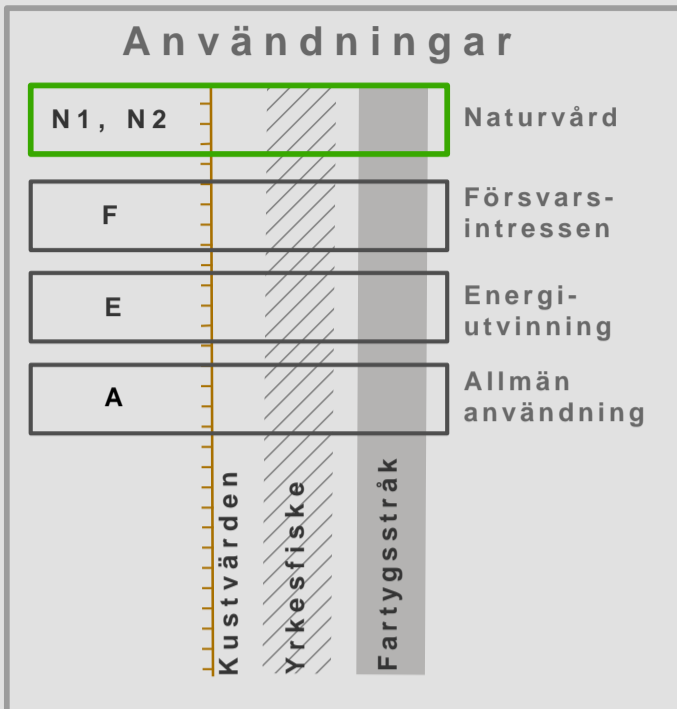 Användningar
N1, N2
Naturvård
F
Försvars-
intressen
E
Energi-
utvinning
A
Allmän
användning
Kustvärden
Yrkesfiske
Fartygsstråk